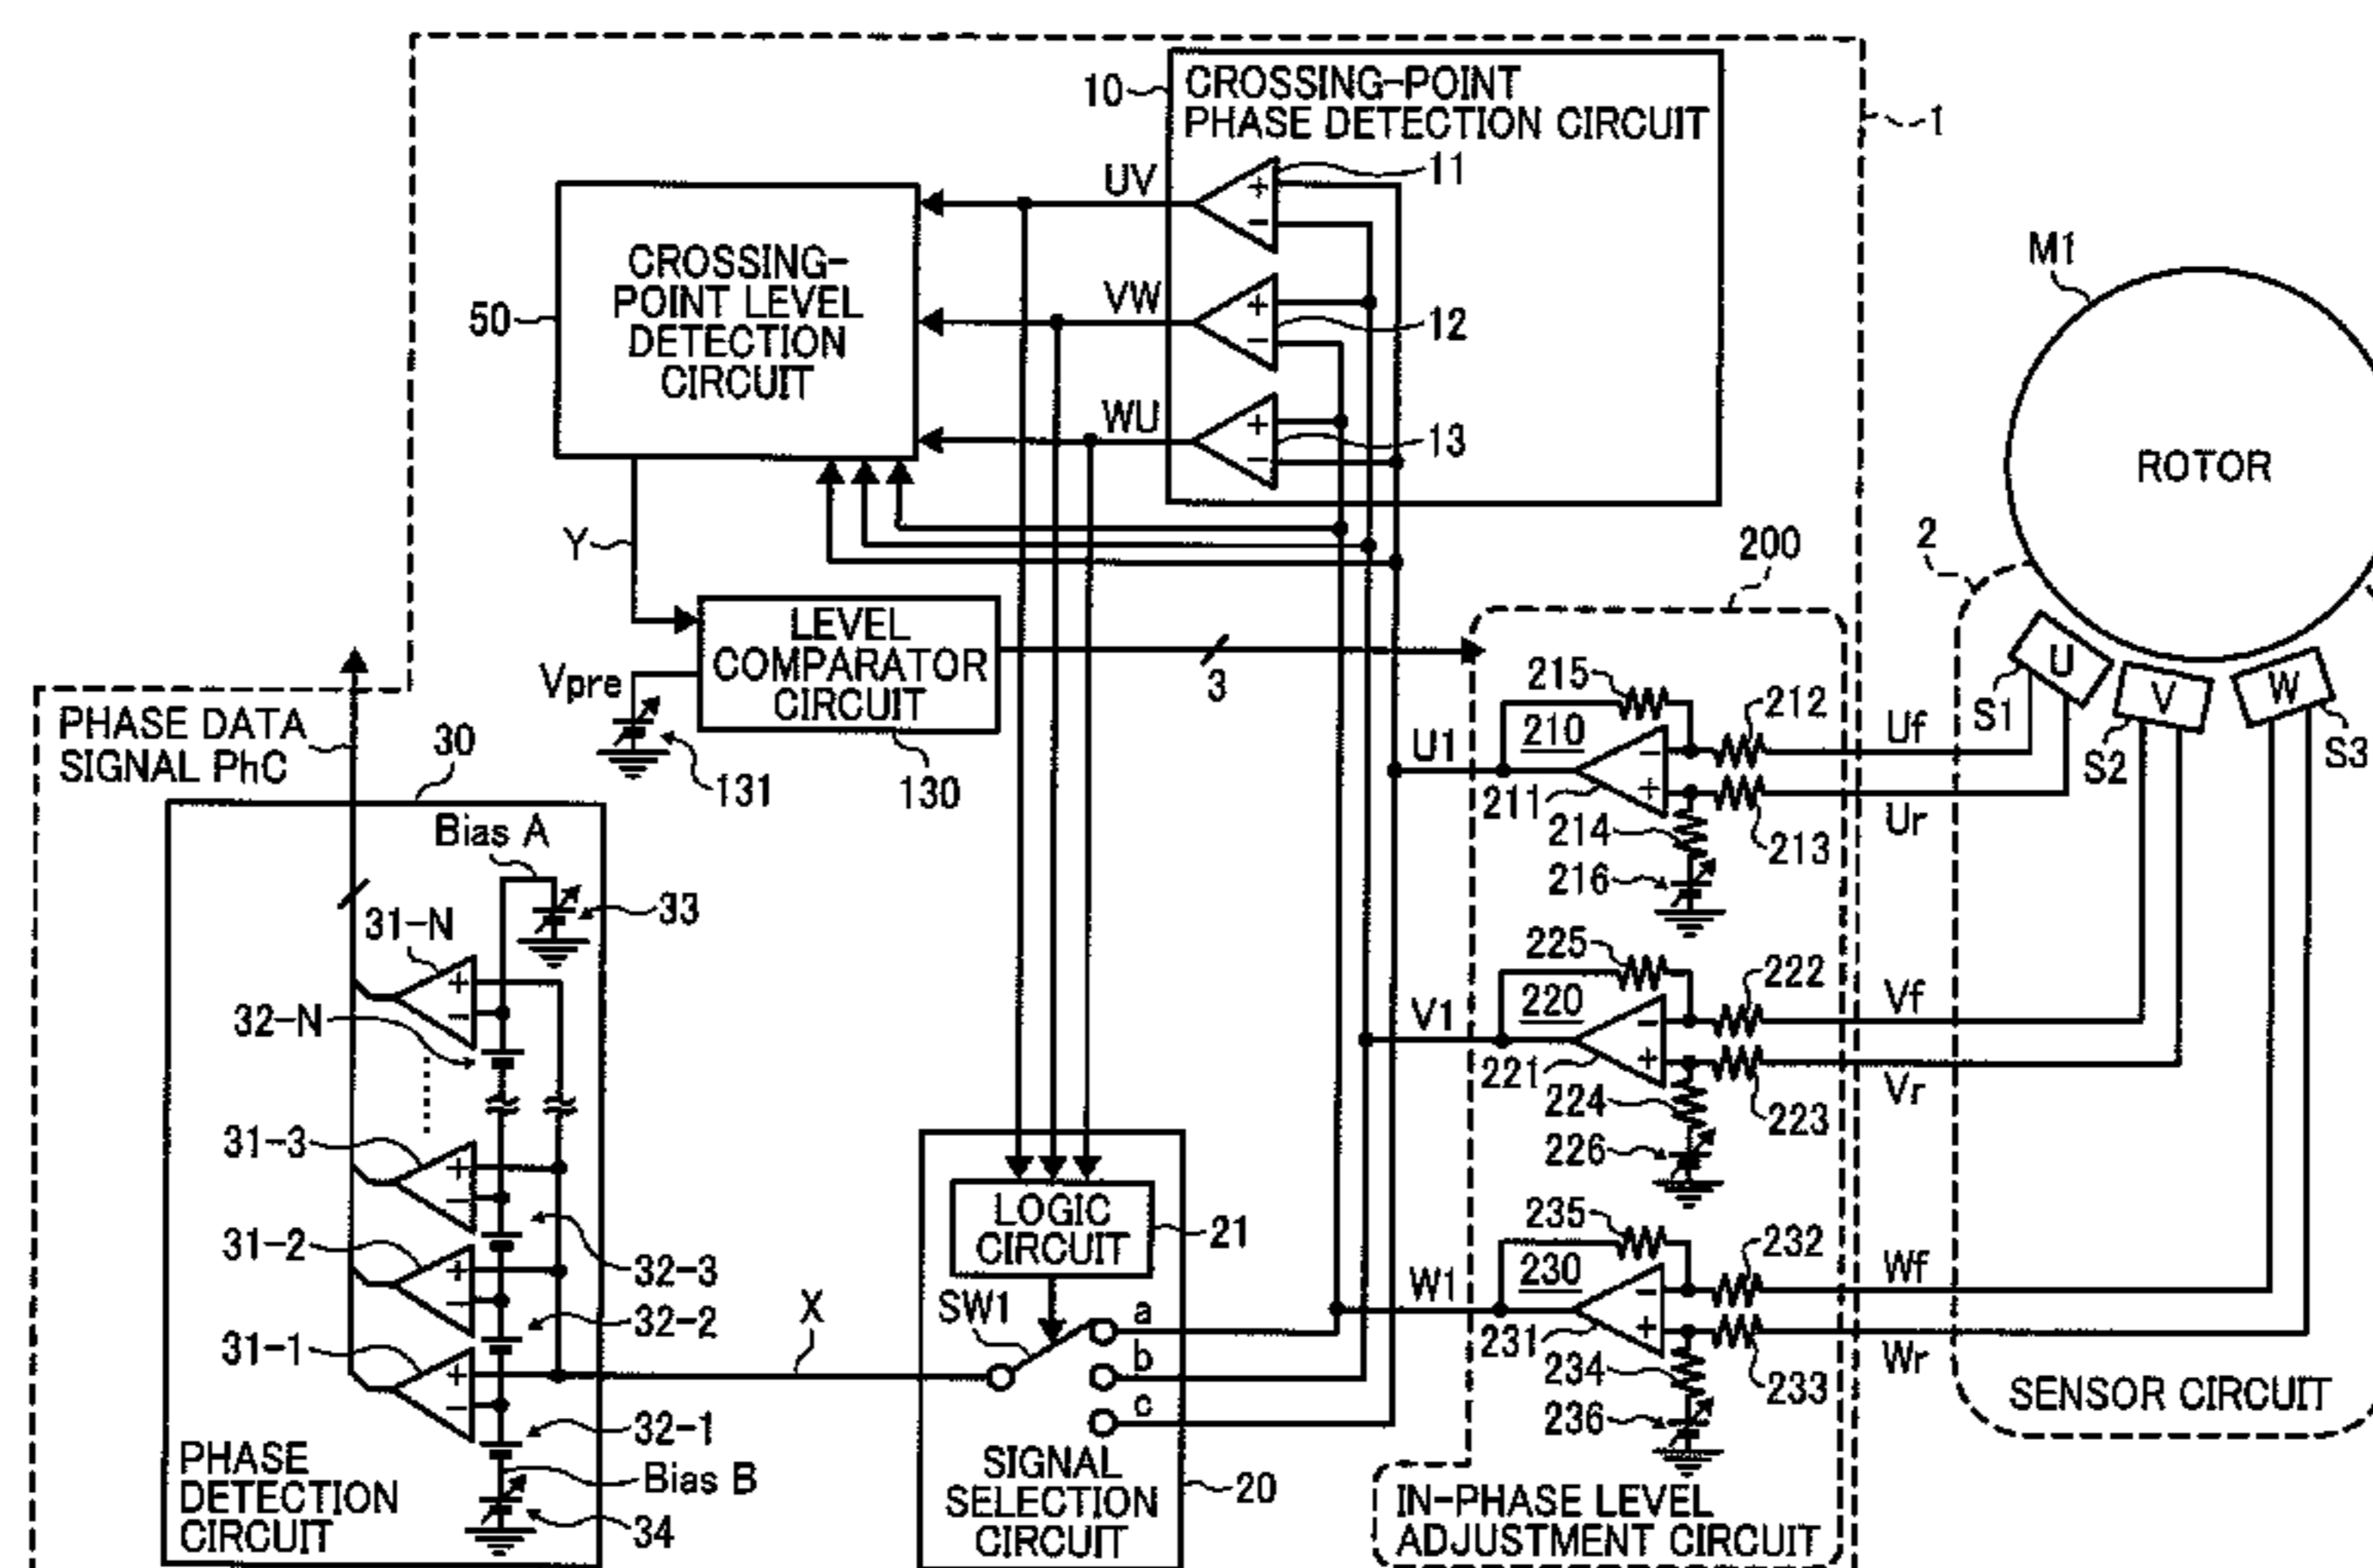 10
CROSSING-POINT
PHASE DETECTION CIRCUIT
1
11
+
-
UV
CROSSING-
POINT LEVEL
DETECTION
CIRCUIT
50
VW
+
-
12
WU
+
-
13
M1
ROTOR
2
U
V
W
S1
S2
S3
SENSOR CIRCUIT
Y
LEVEL
COMPARATOR
CIRCUIT
Vpre
131
130
3
200
215
210
212
U1
-
+
211
214
213
216
Uf
Ur
225
220
222
V1
-
+
221
224
223
226
Vf
Vr
235
230
232
W1
-
+
231
234
233
236
Wf
Wr
IN-PHASE LEVEL
ADJUSTMENT CIRCUIT
PHASE DATA
SIGNAL PhC
30
Bias A
33
31-N
+
-
32-N
31-3
+
-
32-3
31-2
+
-
32-2
31-1
+
-
32-1
Bias B
34
PHASE
DETECTION
CIRCUIT
X
LOGIC
CIRCUIT
21
SW1
a
b
c
SIGNAL
SELECTION
CIRCUIT
20